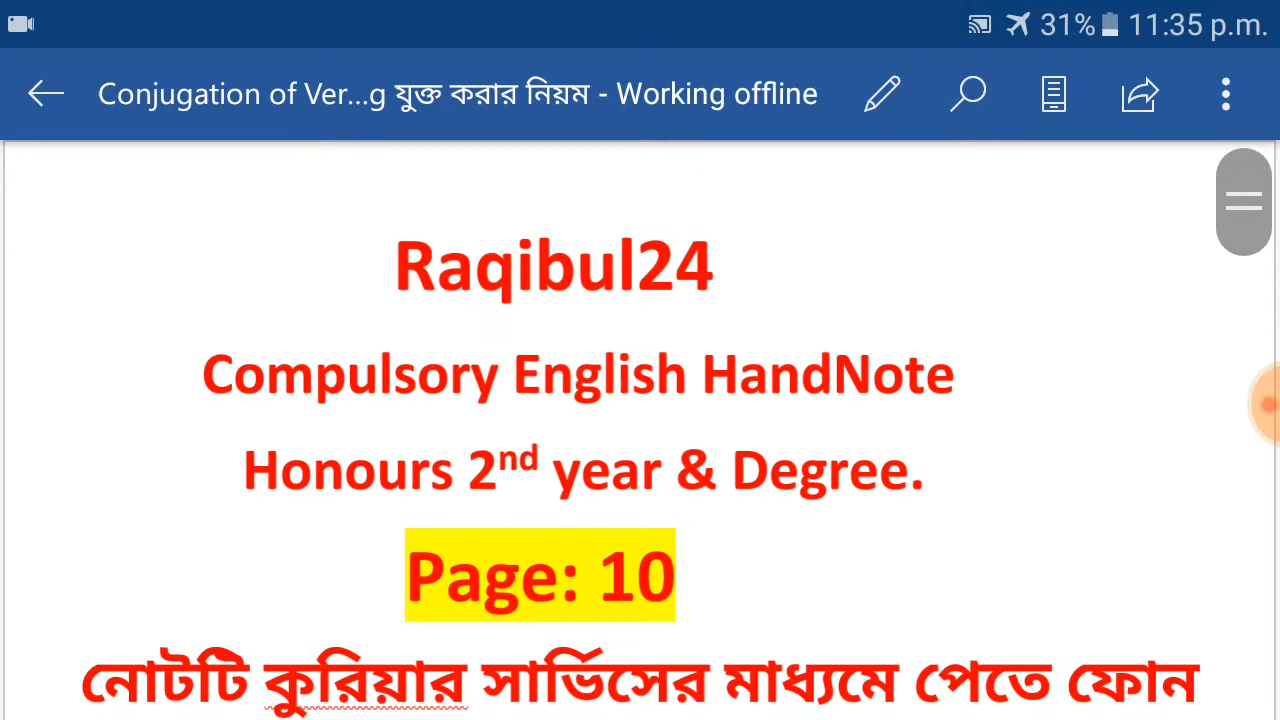 31% 11:35 p.m.
Conjugation of Ver...g যুক্ত করার নিয়ম - Working offline
Raqibul24
Compulsory English HandNote
Honours 2nd year & Degree.
Page: 10
নোটটি কুরিয়ার সার্ভিসের মাধ্যমে পেতে ফোন